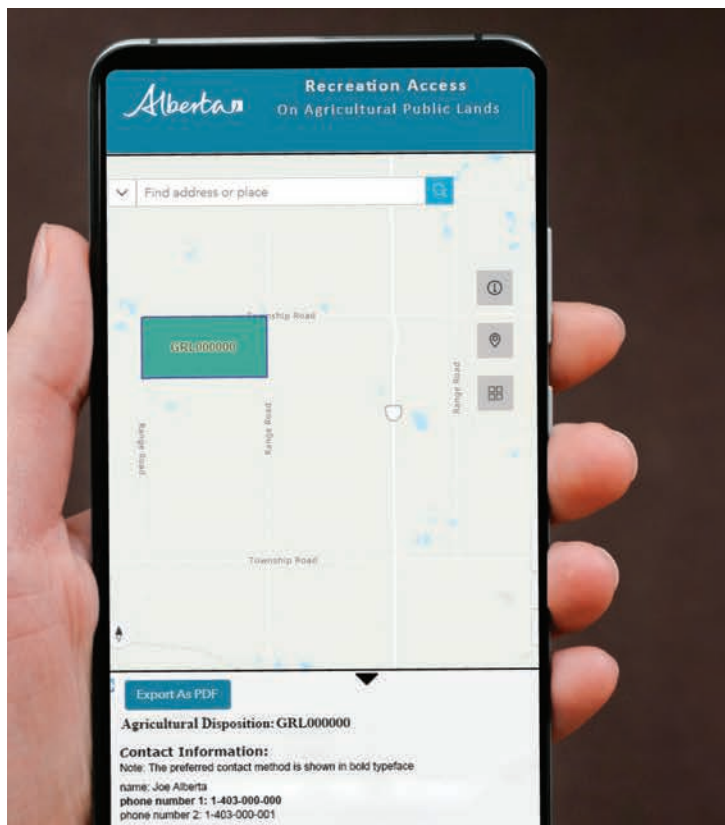 Alberta
Recreation Access
On Agricultural Public Lands
Find address or place
Township Road
GRL000000
Range Road
Range Road
Range Road
Township Road
Export As PDF
Agricultural Disposition: GRL000000
Contact Information:
Note: The preferred contact method is shown in bold typeface
name: Joe Alberta
phone number 1: 1-403-000-000
phone number 2: 1-403-000-001